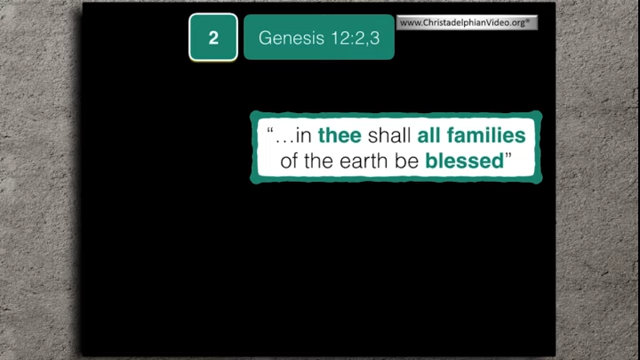 2
Genesis 12:2,3
www.ChristadelphianVideo.org®
“…in thee shall all families
of the earth be blessed”